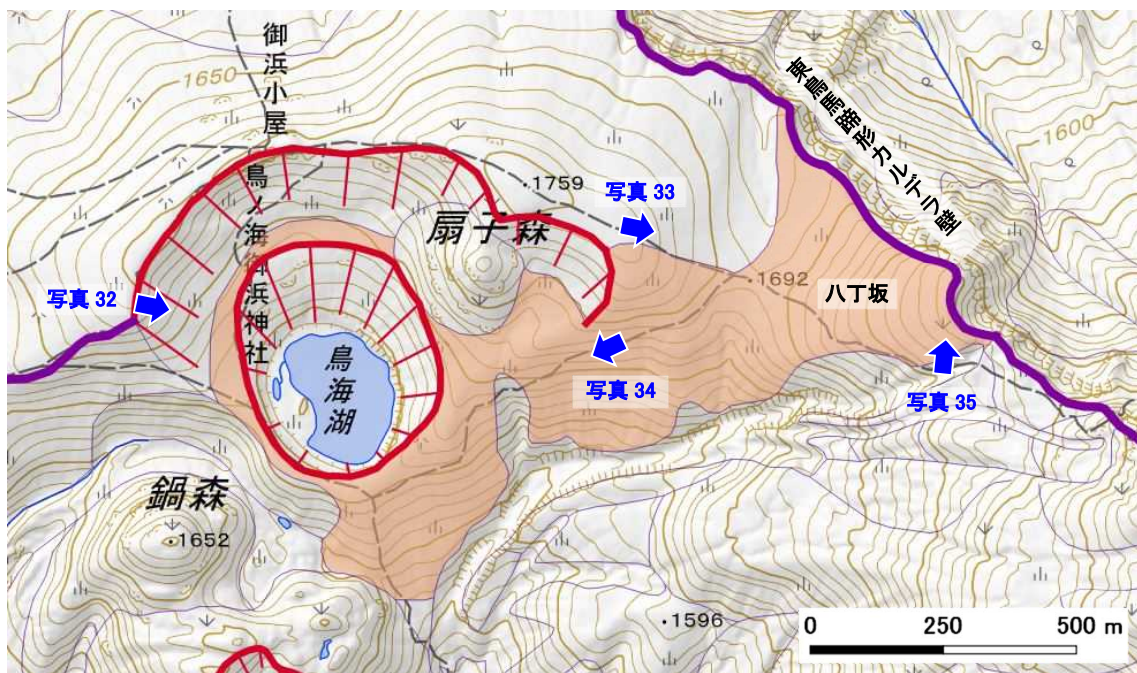 御浜小屋
1650
東鳥馬蹄形カルデラ壁
1600
1759
写真 33
鳥ノ海御浜神社
扇子森
1692
八丁坂
写真 32
鳥海湖
写真 34
写真 35
鍋森
1652
1596
0 250 500 m